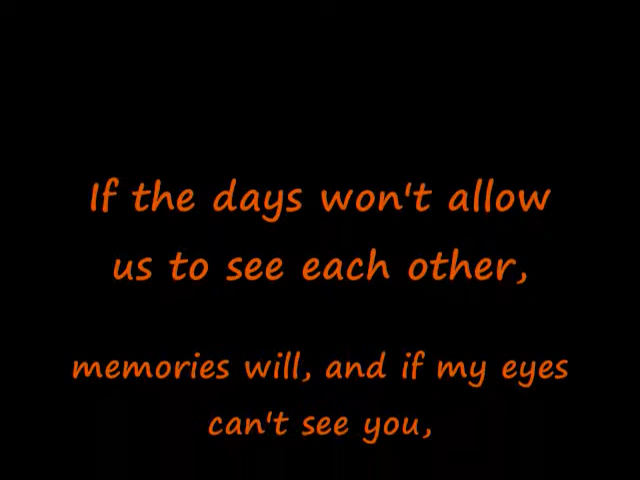 If the days won't allow
us to see each other,
memories will, and if my eyes
can't see you,